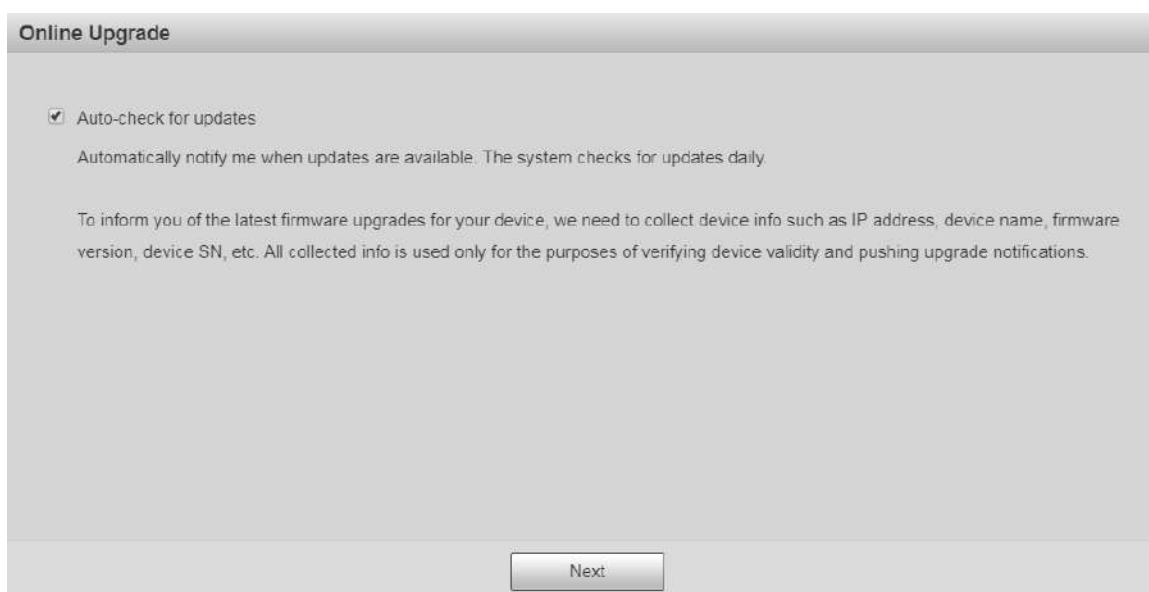 Online Upgrade
Auto-check for updates
Automatically notify me when updates are available. The system checks for updates daily.
To inform you of the latest firmware upgrades for your device, we need to collect device info such as IP address, device name, firmware
version, device SN, etc. All collected info is used only for the purposes of verifying device validity and pushing upgrade notifications.
Next